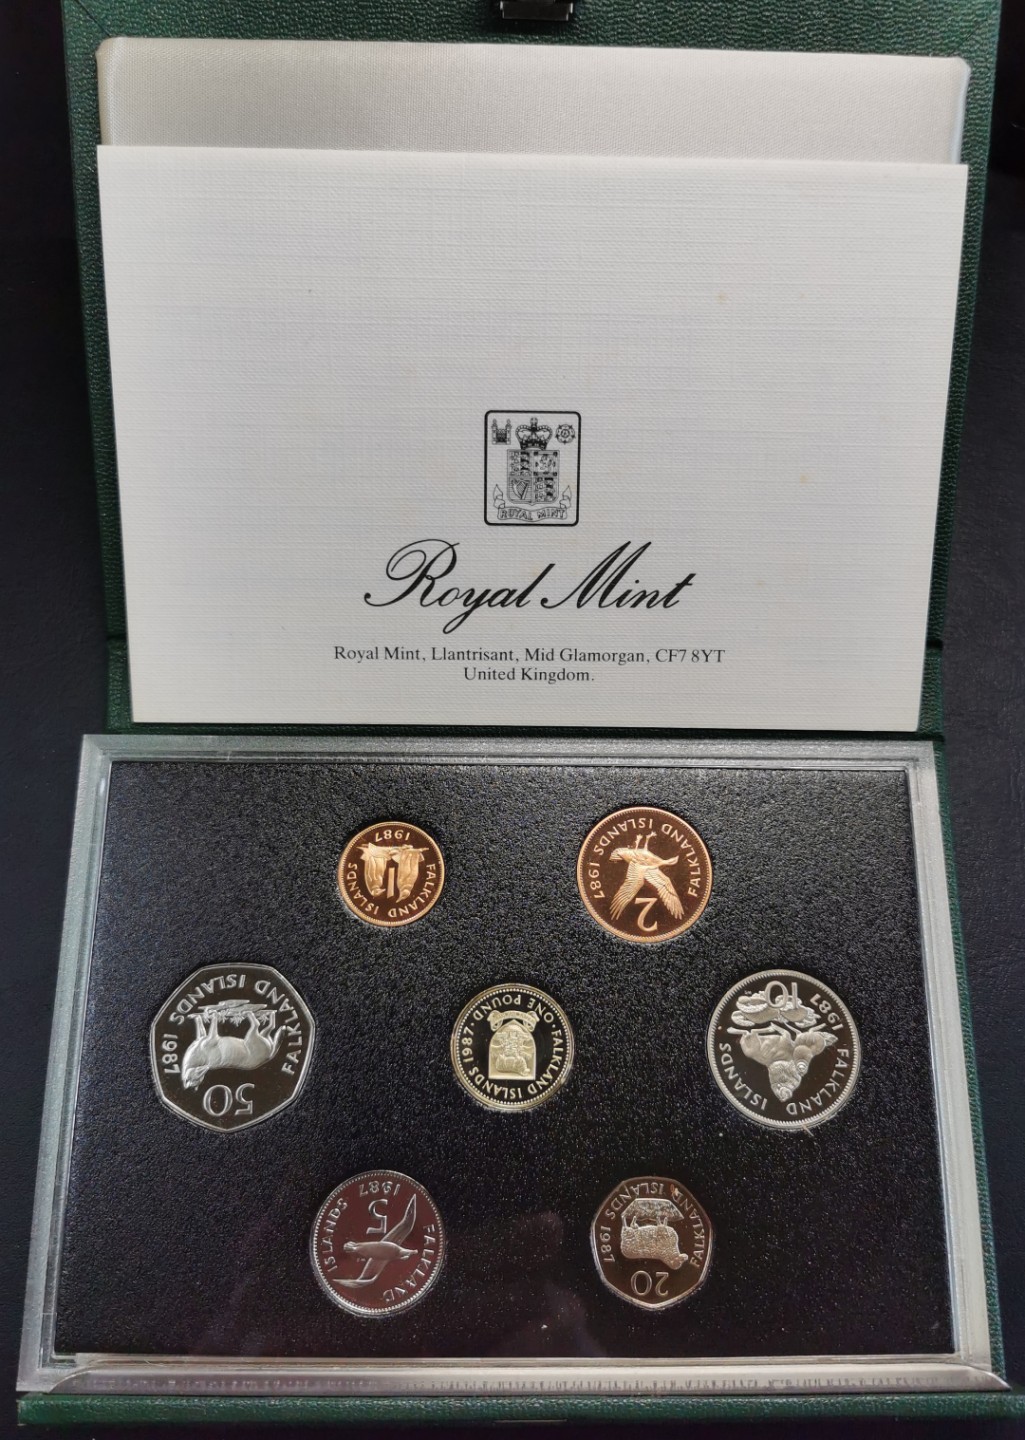 ROYAL MINT
Royal Mint
Royal Mint, Llantrisant, Mid Glamorgan, CF7 8YT
United Kingdom.
1987
1
FALKLAND ISLANDS
FALKLAND ISLANDS 1987
2
FALKLAND ISLANDS 1987
50
FALKLAND ISLANDS 1987
ONE POUND
10
1987
FALKLAND ISLANDS
1987
5
FALKLAND ISLANDS
FALKLAND ISLANDS 1987
20